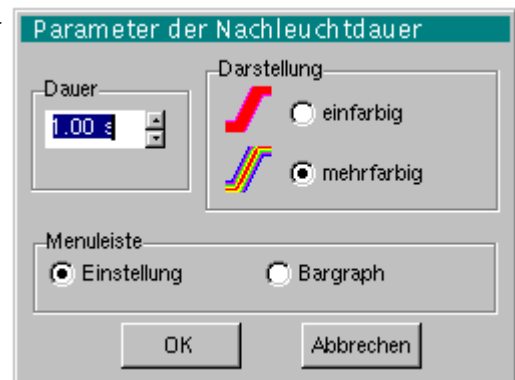 Parameter der Nachleuchtdauer
Dauer
1.00 s
Darstellung
einfarbig
mehrfarbig
Menuleiste
Einstellung
Bargraph
OK
Abbrechen